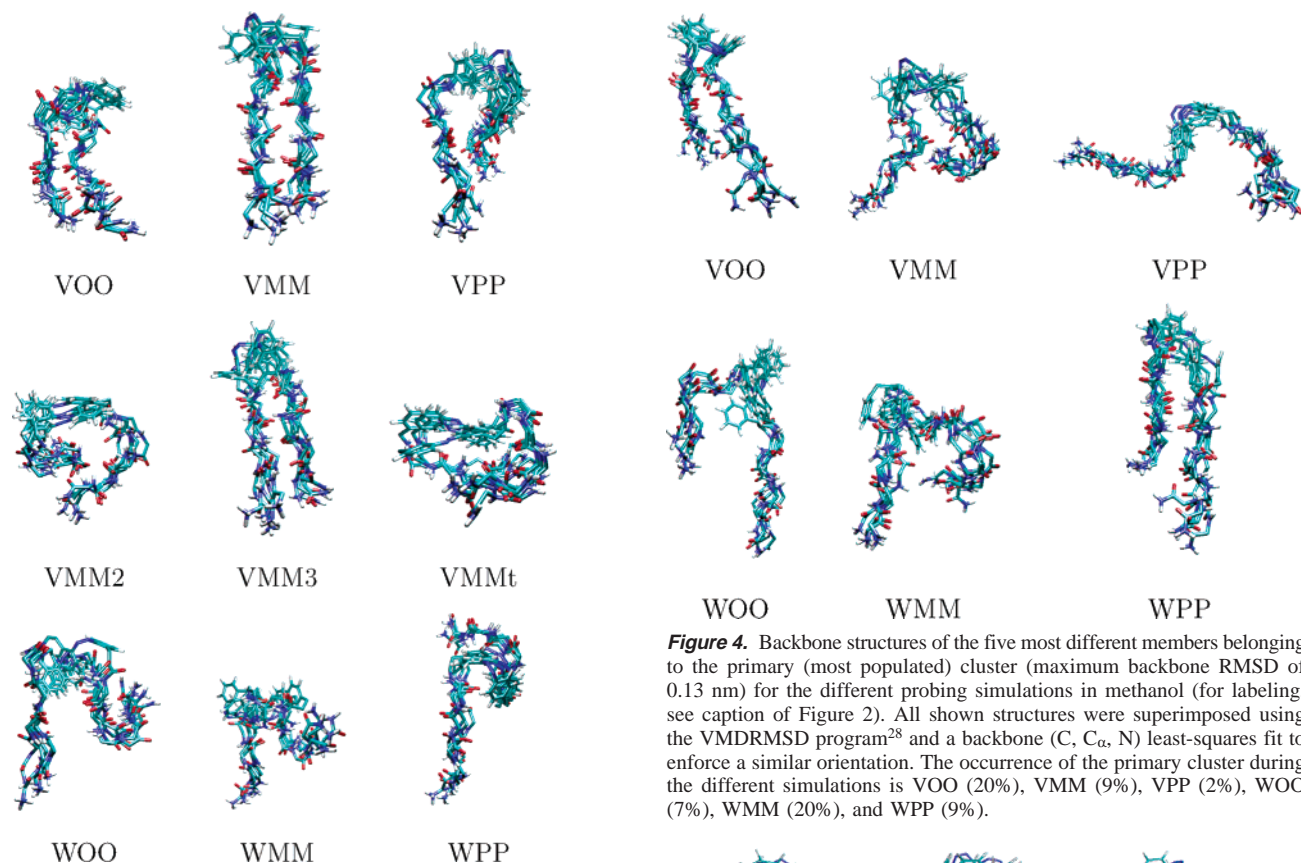 VOO VMM VPP
VMM2 VMM3 VMMt
WOO WMM WPP
VOO VMM VPP
WOO WMM WPP
Figure 4. Backbone structures of the five most different members belonging
to the primary (most populated) cluster (maximum backbone RMSD of
0.13 nm) for the different probing simulations in methanol (for labeling,
see caption of Figure 2). All shown structures were superimposed using
the VMDRMSD program28 and a backbone (C, Cα, N) least-squares fit to
enforce a similar orientation. The occurrence of the primary cluster during
the different simulations is VOO (20%), VMM (9%), VPP (2%), WOO
(7%), WMM (20%), and WPP (9%).